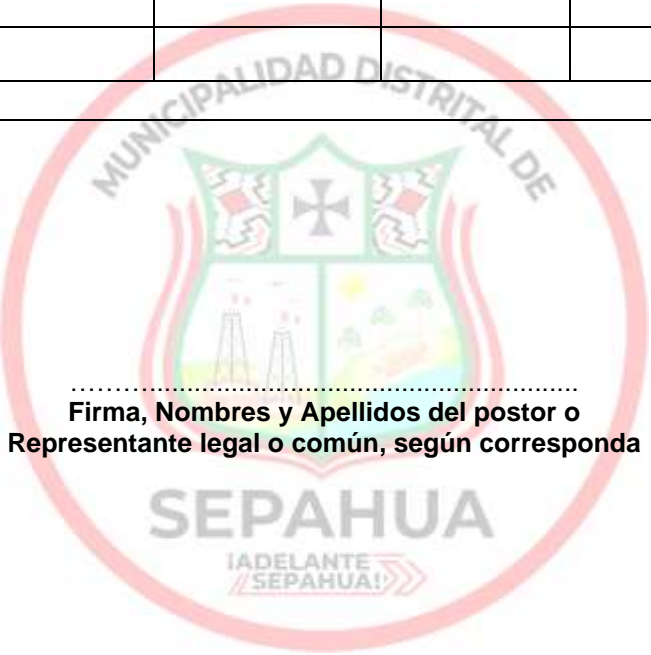 MUNICIPALIDAD DISTRITAL DE
………..........................................................
Firma, Nombres y Apellidos del postor o
Representante legal o común, según corresponda
SEPAHUA
¡ADELANTE
SEPAHUA!